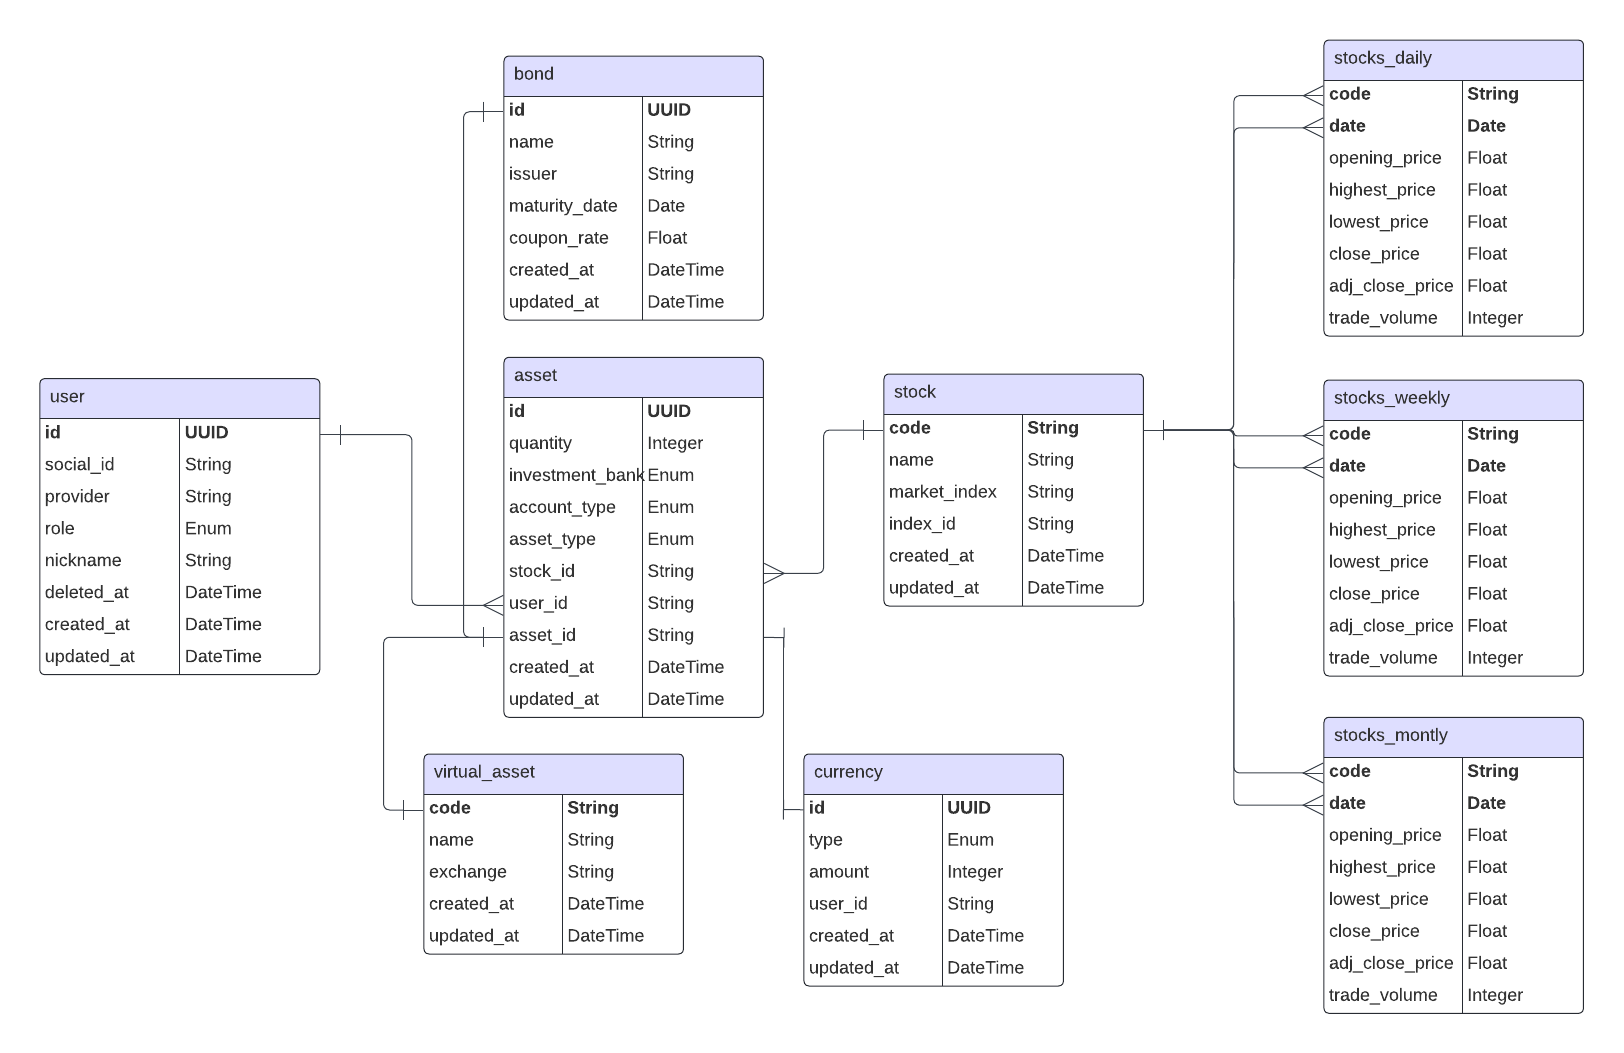 bond
id UUID
name String
issuer String
maturity_date Date
coupon_rate Float
created_at DateTime
updated_at DateTime
user
id UUID
social_id String
provider String
role Enum
nickname String
deleted_at DateTime
created_at DateTime
updated_at DateTime
asset
id UUID
quantity Integer
investment_bank Enum
account_type Enum
asset_type Enum
stock_id String
user_id String
asset_id String
created_at DateTime
updated_at DateTime
virtual_asset
code String
name String
exchange String
created_at DateTime
updated_at DateTime
currency
id UUID
type Enum
amount Integer
user_id String
created_at DateTime
updated_at DateTime
stock
code String
name String
market_index String
index_id String
created_at DateTime
updated_at DateTime
stocks_daily
code String
date Date
opening_price Float
highest_price Float
lowest_price Float
close_price Float
adj_close_price Float
trade_volume Integer
stocks_weekly
code String
date Date
opening_price Float
highest_price Float
lowest_price Float
close_price Float
adj_close_price Float
trade_volume Integer
stocks_montly
code String
date Date
opening_price Float
highest_price Float
lowest_price Float
close_price Float
adj_close_price Float
trade_volume Integer